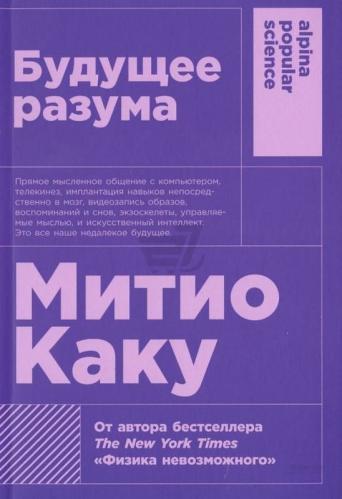 Будущее
разума
alpina
popular
science
Прямое мысленное общение с компьютером,
телекинез, имплантация навыков непосред-
ственно в мозг, видеозапись образов,
воспоминаний и снов, экзоскелеты, управляе-
мые мыслью, и искусственный интеллект.
Это все наше недалекое будущее.
Митио
Каку
От автора бестселлера
The New York Times
«Физика невозможного»